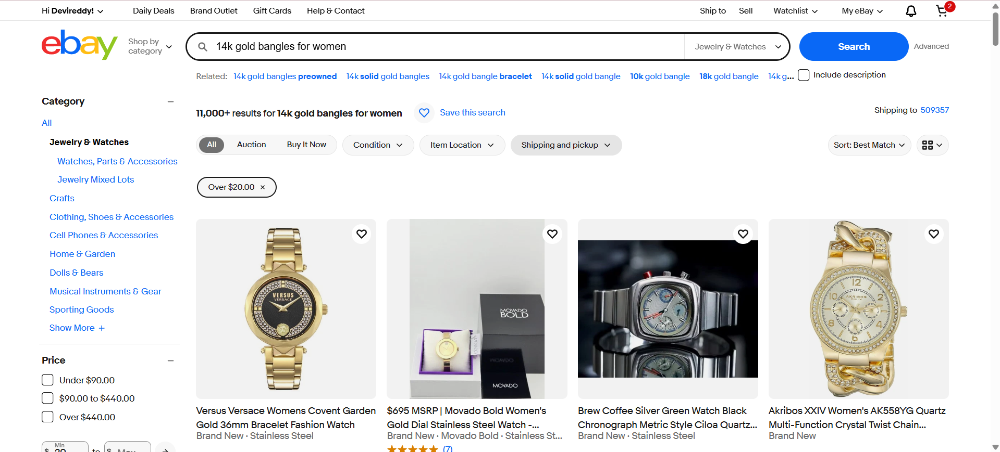 Hi Devireddy!
Daily Deals
Brand Outlet
Gift Cards
Help & Contact
Ship to
Sell
Watchlist
My eBay
2
ebay
Shop by
category
14k gold bangles for women
Jewelry & Watches
Search
Advanced
Related: 14k gold bangles preowned 14k solid gold bangles 14k gold bangle bracelet 14k solid gold bangle 10k gold bangle 18k gold bangle 14k g...
Include description
Category
All
Jewelry & Watches
Watches, Parts & Accessories
Jewelry Mixed Lots
Crafts
Clothing, Shoes & Accessories
Cell Phones & Accessories
Home & Garden
Dolls & Bears
Musical Instruments & Gear
Sporting Goods
Show More +
Price
Under $90.00
$90.00 to $440.00
Over $440.00
Min
$ 20 to $ Max
11,000+ results for 14k gold bangles for women
Save this search
Shipping to 509357
All
Auction
Buy It Now
Condition
Item Location
Shipping and pickup
Sort: Best Match
Over $20.00 ×
VERSUS
VERSACE
Versus Versace Womens Covent Garden
Gold 36mm Bracelet Fashion Watch
Brand New · Stainless Steel
MOVADO
BOLD
MOVADO
MOVADO
MOVADO
$695 MSRP | Movado Bold Women's
Gold Dial Stainless Steel Watch -...
Brand New · Movado Bold · Stainless St...
(7)
Brew Coffee Silver Green Watch Black
Chronograph Metric Style Ciloa Quartz...
Brand New · Stainless Steel
12
10
2
8
4
6
AKRIBOS
XXIV
Akribos XXIV Women's AK558YG Quartz
Multi-Function Crystal Twist Chain...
Brand New